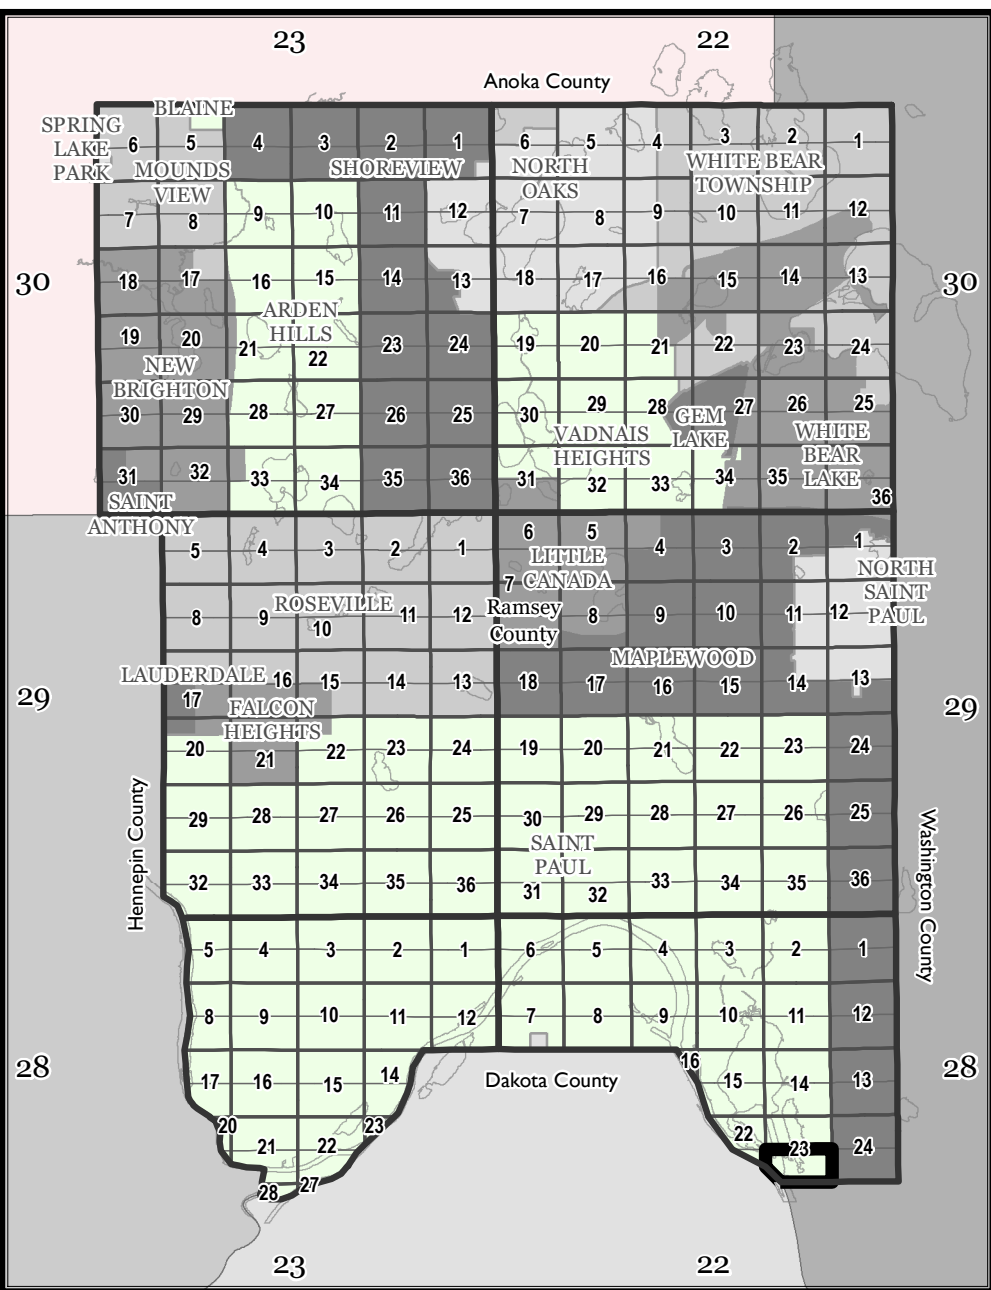 23 22
Anoka County
BLAINE
SPRING
LAKE
PARK
6 5 4 3 2 1 6 5 4 3 2 1
MOUNDS
VIEW
SHOREVIEW
NORTH
OAKS
WHITE BEAR
TOWNSHIP
7 8 9 10 11 12 7 8 9 10 11 12
30 18 17 16 15 14 13 18 17 16 15 14 13 30
ARDEN
HILLS
19 20 21 22 23 24 19 20 21 22 23 24
NEW
BRIGHTON
30 29 28 27 26 25 30 29 28 27 26 25
GEM
LAKE
VADNAIS
HEIGHTS
WHITE
BEAR
LAKE
31 32 33 34 35 36 31 32 33 34 35 36
SAINT
ANTHONY
5 4 3 2 1 6 5 4 3 2 1
LITTLE
CANADA
NORTH
SAINT
PAUL
8 9 10 11 12 7 8 9 10 11 12
ROSEVILLE
Ramsey
County
MAPLEWOOD
LAUDERDALE
29 17 16 15 14 13 18 17 16 15 14 13 29
FALCON
HEIGHTS
20 21 22 23 24 19 20 21 22 23 24
Hennepin County
29 28 27 26 25 30 29 28 27 26 25
Washington County
SAINT
PAUL
32 33 34 35 36 31 32 33 34 35 36
5 4 3 2 1 6 5 4 3 2 1
8 9 10 11 12 7 8 9 10 11 12
28 17 16 15 14 16 15 14 13 28
Dakota County
20 21 22 23 22 23 24
28 27
23 22